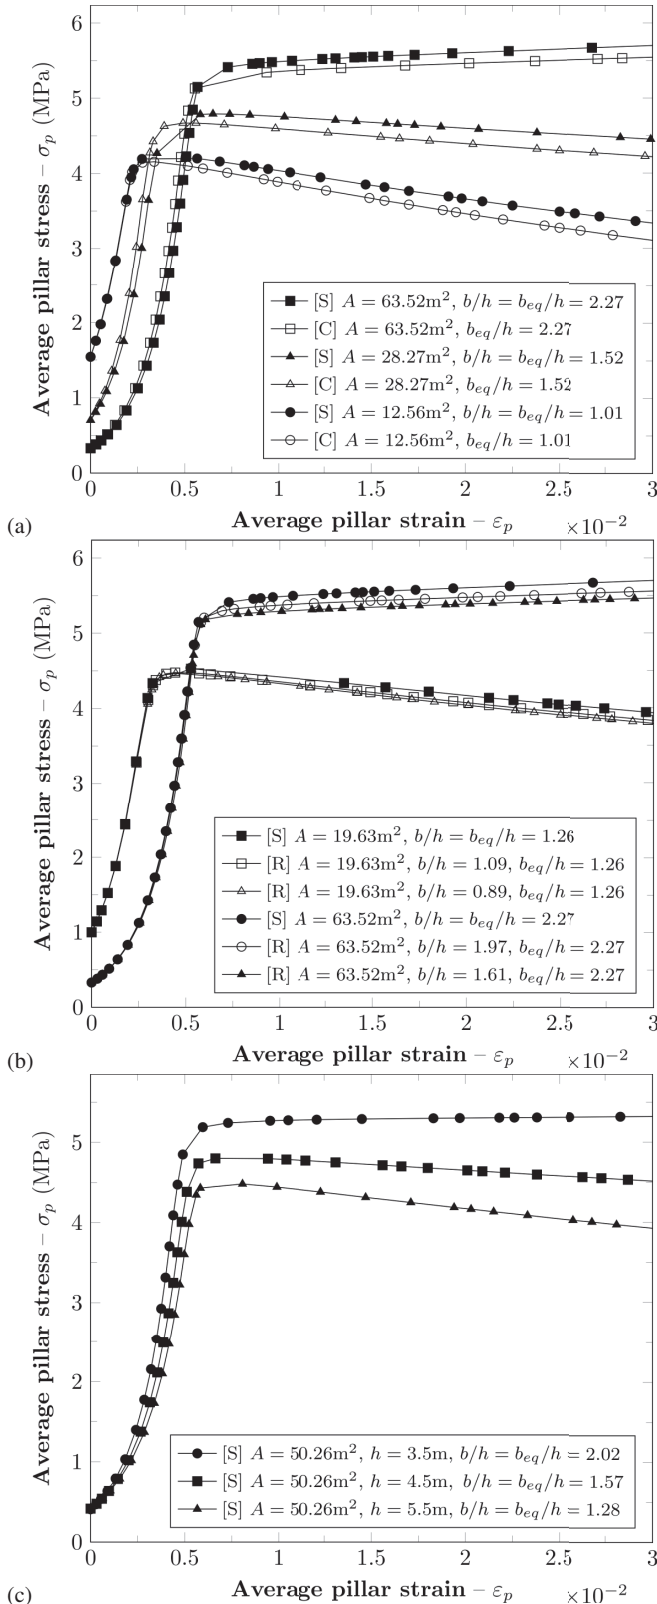 6
5
4
3
2
1
0
Average pillar stress – σp (MPa)
[S] A = 63.52m², b/h = beq/h = 2.27
[C] A = 63.52m², beq/h = 2.27
[S] A = 28.27m², b/h = beq/h = 1.52
[C] A = 28.27m², beq/h = 1.52
[S] A = 12.56m², b/h = beq/h = 1.01
[C] A = 12.56m², beq/h = 1.01
0 0.5 1 1.5 2 2.5 3
(a) Average pillar strain – εp ×10−2
6
5
4
3
2
1
0
Average pillar stress – σp (MPa)
[S] A = 19.63m², b/h = beq/h = 1.26
[R] A = 19.63m², b/h = 1.09, beq/h = 1.26
[R] A = 19.63m², b/h = 0.89, beq/h = 1.26
[S] A = 63.52m², b/h = beq/h = 2.27
[R] A = 63.52m², b/h = 1.97, beq/h = 2.27
[R] A = 63.52m², b/h = 1.61, beq/h = 2.27
0 0.5 1 1.5 2 2.5 3
(b) Average pillar strain – εp ×10−2
5
4
3
2
1
0
Average pillar stress – σp (MPa)
[S] A = 50.26m², h = 3.5m, b/h = beq/h = 2.02
[S] A = 50.26m², h = 4.5m, b/h = beq/h = 1.57
[S] A = 50.26m², h = 5.5m, b/h = beq/h = 1.28
0 0.5 1 1.5 2 2.5 3
(c) Average pillar strain – εp ×10−2